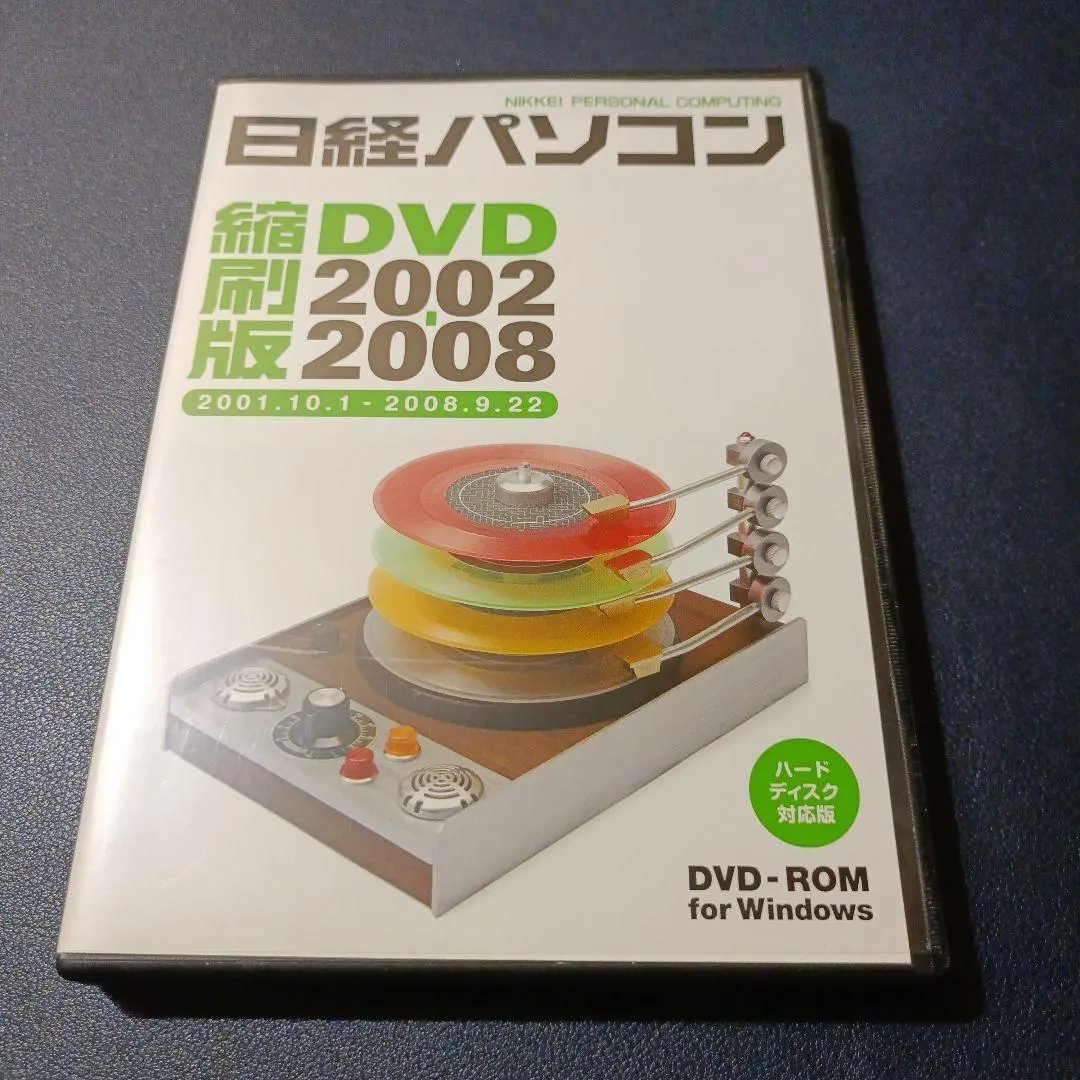 NIKKEI PERSONAL COMPUTING
日経パソコン
縮刷版
DVD
2002-
2008
2001.10.1 - 2008.9.22
ハード
ディスク
対応版
DVD-ROM
for Windows